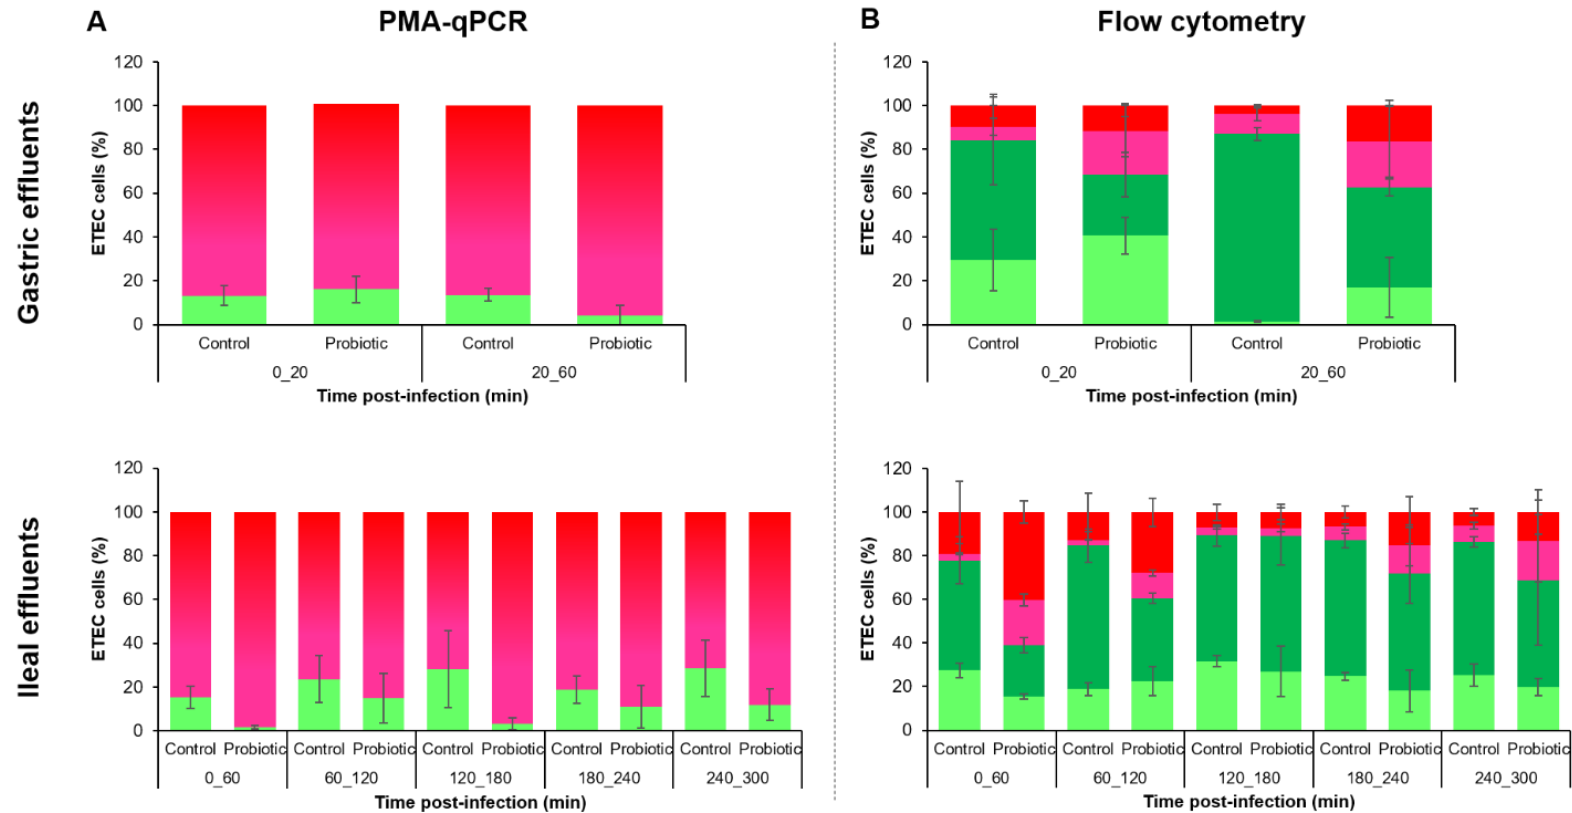 A
PMA-qPCR
B
Flow cytometry
Gastric effluents
ETEC cells (%)
120
100
80
60
40
20
0
Control
Probiotic
Control
Probiotic
0_20
20_60
Time post-infection (min)
ETEC cells (%)
120
100
80
60
40
20
0
Control
Probiotic
Control
Probiotic
0_20
20_60
Time post-infection (min)
Ileal effluents
ETEC cells (%)
120
100
80
60
40
20
0
Control Probiotic Control Probiotic Control Probiotic Control Probiotic Control Probiotic
0_60
60_120
120_180
180_240
240_300
Time post-infection (min)
ETEC cells (%)
120
100
80
60
40
20
0
Control Probiotic Control Probiotic Control Probiotic Control Probiotic Control Probiotic
0_60
60_120
120_180
180_240
240_300
Time post-infection (min)